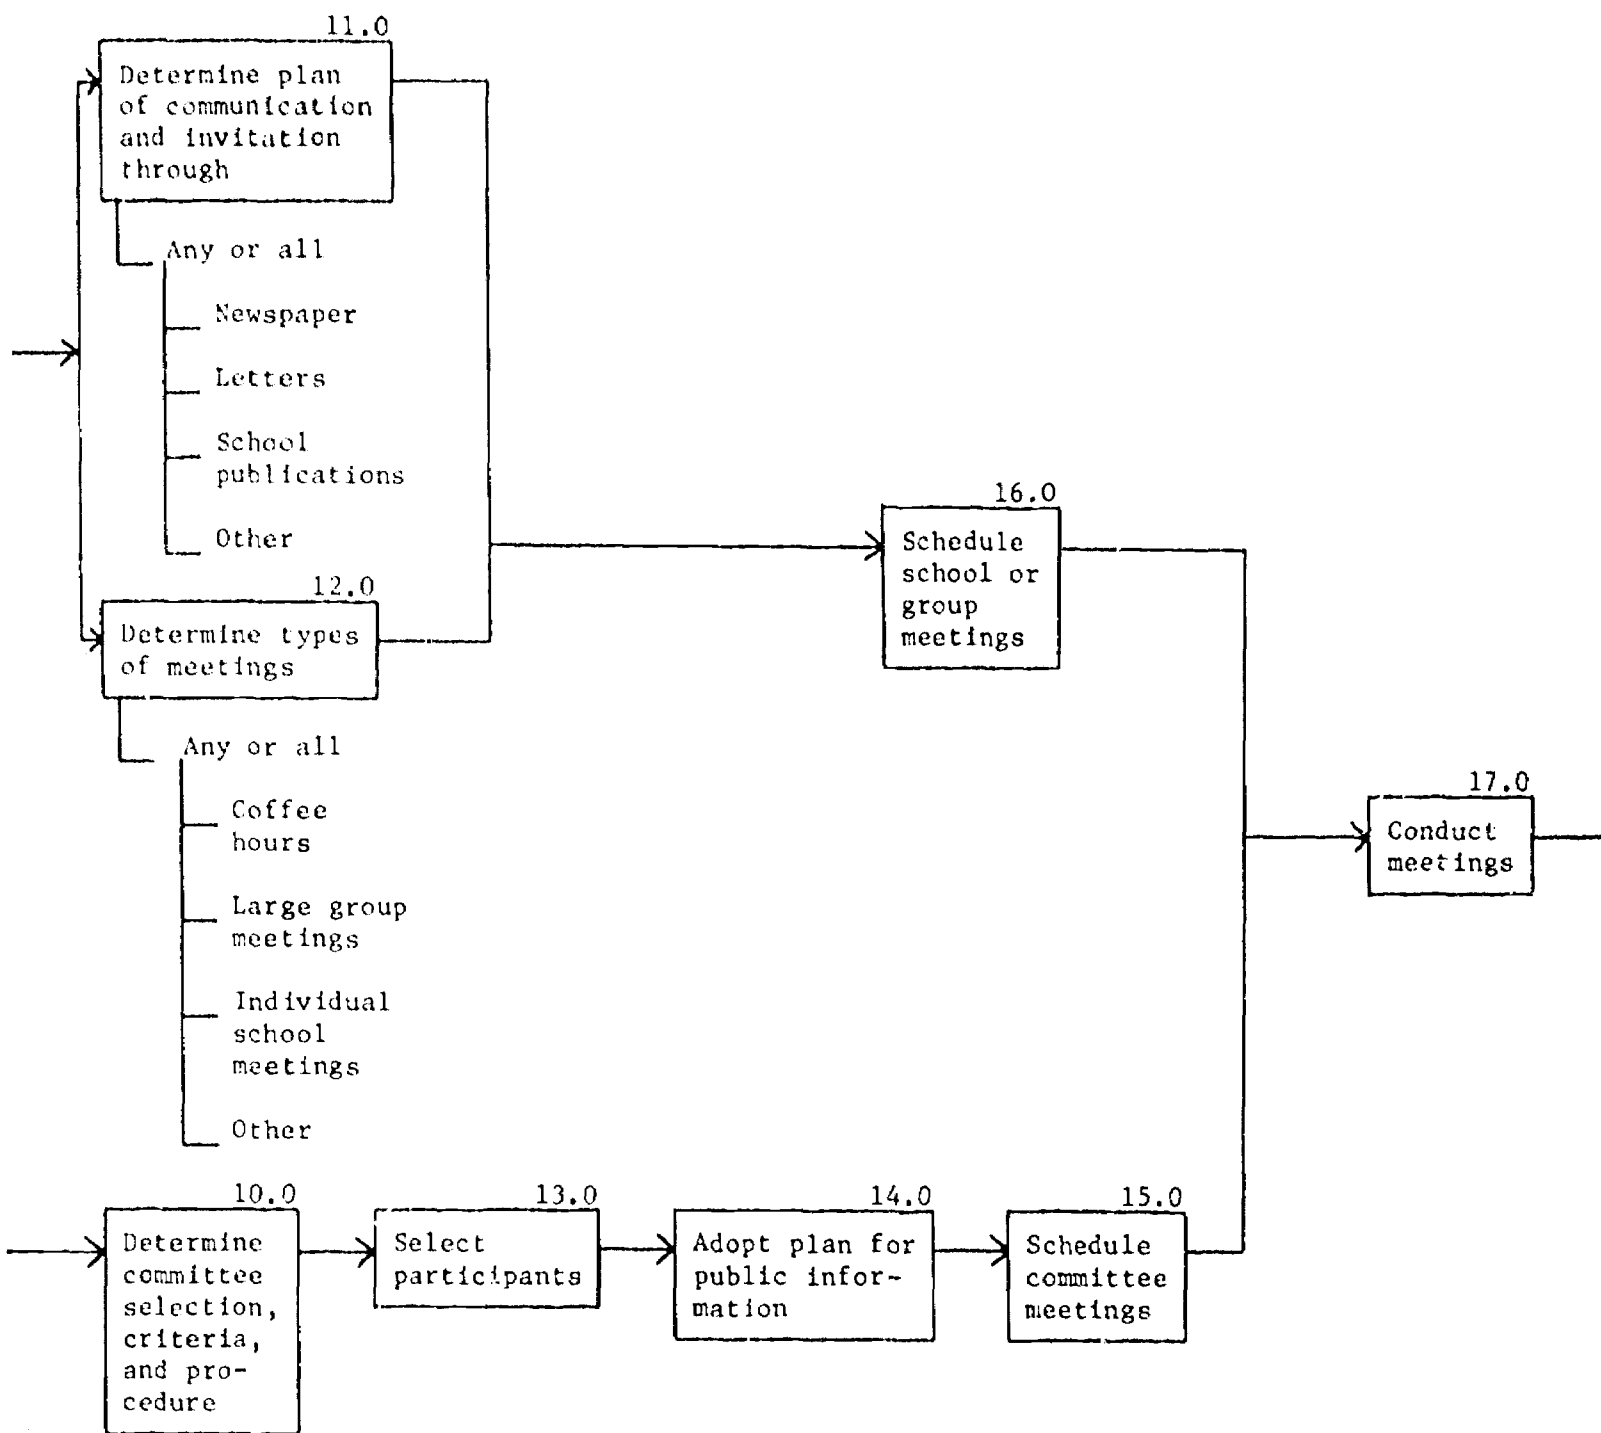 11.0
Determine plan
of communication
and invitation
through
Any or all
Newspaper
Letters
School
publications
Other
12.0
Determine types
of meetings
Any or all
Coffee
hours
Large group
meetings
Individual
school
meetings
Other
16.0
Schedule
school or
group
meetings
17.0
Conduct
meetings
10.0
Determine
committee
selection,
criteria,
and pro-
cedure
13.0
Select
participants
14.0
Adopt plan for
public infor-
mation
15.0
Schedule
committee
meetings